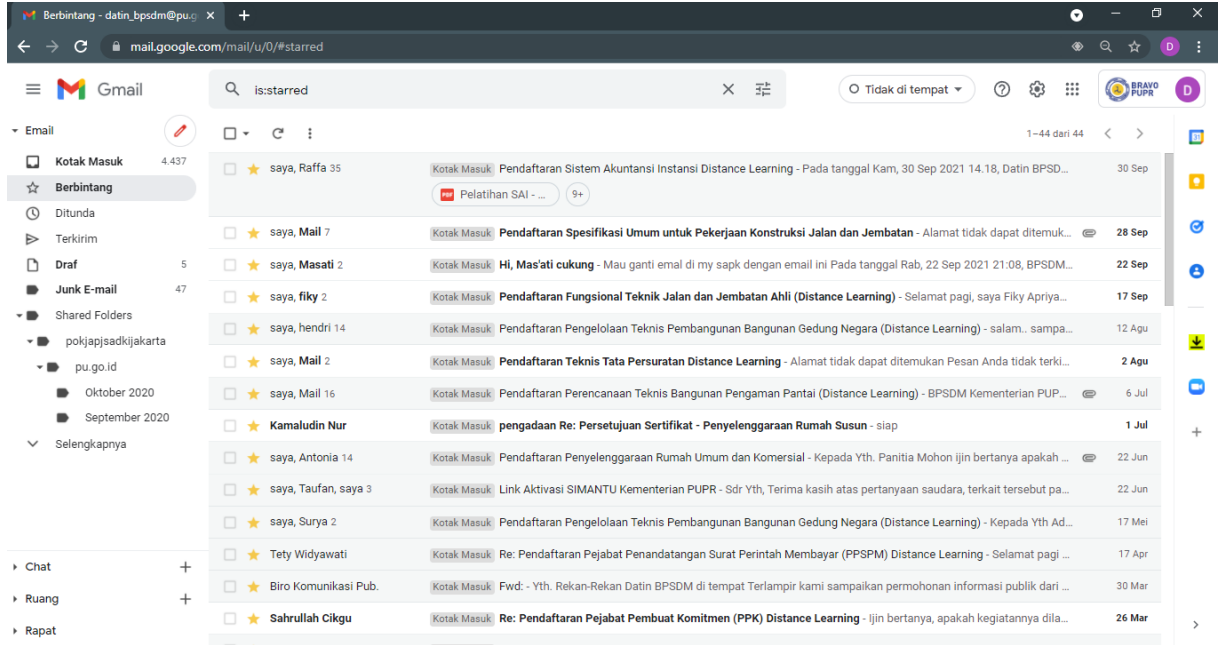 Berbintang - datin_bpsdm@pu.g
mail.google.com/mail/u/0/#starred
D
Gmail
is:starred
Tidak di tempat
BRAVO
PUPR
D
Email
1–44 dari 44
Kotak Masuk 4.437
Berbintang
Ditunda
Terkirim
Draf 5
Junk E-mail 47
Shared Folders
pokjapjsadkijakarta
pu.go.id
Oktober 2020
September 2020
Selengkapnya
Chat
Ruang
Rapat
saya, Raffa 35 Kotak Masuk Pendaftaran Sistem Akuntansi Instansi Distance Learning - Pada tanggal Kam, 30 Sep 2021 14.18, Datin BPSD... 30 Sep
PDF Pelatihan SAI - ... 9+
saya, Mail 7 Kotak Masuk Pendaftaran Spesifikasi Umum untuk Pekerjaan Konstruksi Jalan dan Jembatan - Alamat tidak dapat ditemuk... 28 Sep
saya, Masati 2 Kotak Masuk Hi, Mas'ati cukung - Mau ganti emal di my sapk dengan email ini Pada tanggal Rab, 22 Sep 2021 21:08, BPSDM... 22 Sep
saya, fiky 2 Kotak Masuk Pendaftaran Fungsional Teknik Jalan dan Jembatan Ahli (Distance Learning) - Selamat pagi, saya Fiky Apriya... 17 Sep
saya, hendri 14 Kotak Masuk Pendaftaran Pengelolaan Teknis Pembangunan Bangunan Gedung Negara (Distance Learning) - salam.. sampa... 12 Agu
saya, Mail 2 Kotak Masuk Pendaftaran Teknis Tata Persuratan Distance Learning - Alamat tidak dapat ditemukan Pesan Anda tidak terki... 2 Agu
saya, Mail 16 Kotak Masuk Pendaftaran Perencanaan Teknis Bangunan Pengaman Pantai (Distance Learning) - BPSDM Kementerian PUP... 6 Jul
Kamaludin Nur Kotak Masuk pengadaan Re: Persetujuan Sertifikat - Penyelenggaraan Rumah Susun - siap 1 Jul
saya, Antonia 14 Kotak Masuk Pendaftaran Penyelenggaraan Rumah Umum dan Komersial - Kepada Yth. Panitia Mohon ijin bertanya apakah ... 22 Jun
saya, Taufan, saya 3 Kotak Masuk Link Aktivasi SIMANTU Kementerian PUPR - Sdr Yth, Terima kasih atas pertanyaan saudara, terkait tersebut pa... 22 Jun
saya, Surya 2 Kotak Masuk Pendaftaran Pengelolaan Teknis Pembangunan Bangunan Gedung Negara (Distance Learning) - Kepada Yth Ad... 17 Mei
Tety Widyawati Kotak Masuk Re: Pendaftaran Pejabat Penandatangan Surat Perintah Membayar (PPSPM) Distance Learning - Selamat pagi ... 17 Apr
Biro Komunikasi Pub. Kotak Masuk Fwd: - Yth. Rekan-Rekan Datin BPSDM di tempat Terlampir kami sampaikan permohonan informasi publik dari ... 30 Mar
Sahrullah Cikgu Kotak Masuk Re: Pendaftaran Pejabat Pembuat Komitmen (PPK) Distance Learning - Ijin bertanya, apakah kegiatannya dila... 26 Mar